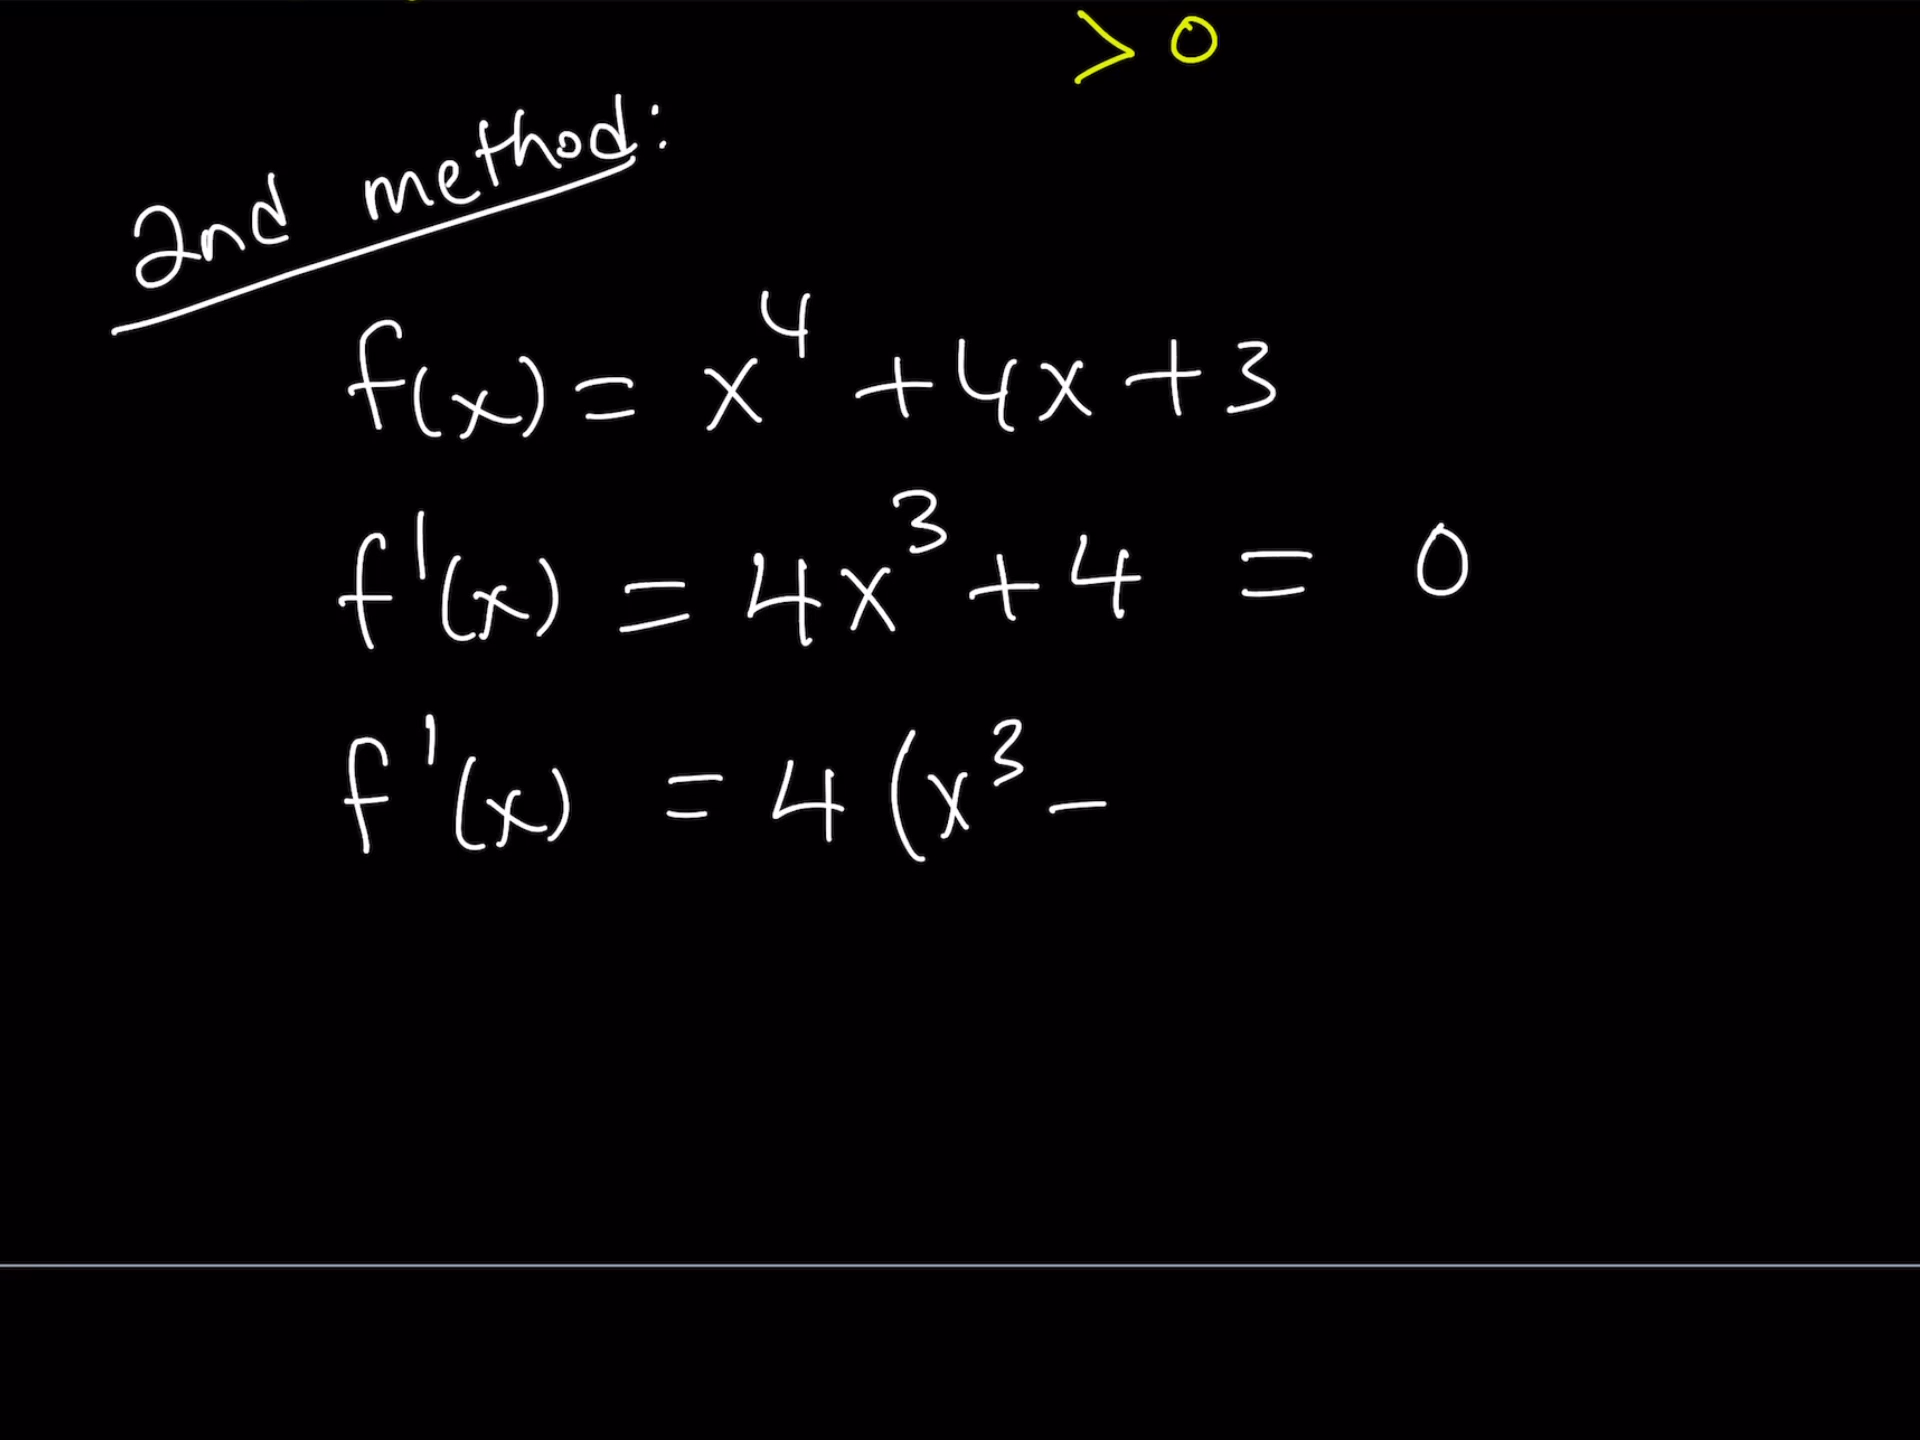 > 0
2nd method:
f(x) = x⁴ + 4x + 3
f'(x) = 4x³ + 4 = 0
f'(x) = 4 (x³ −